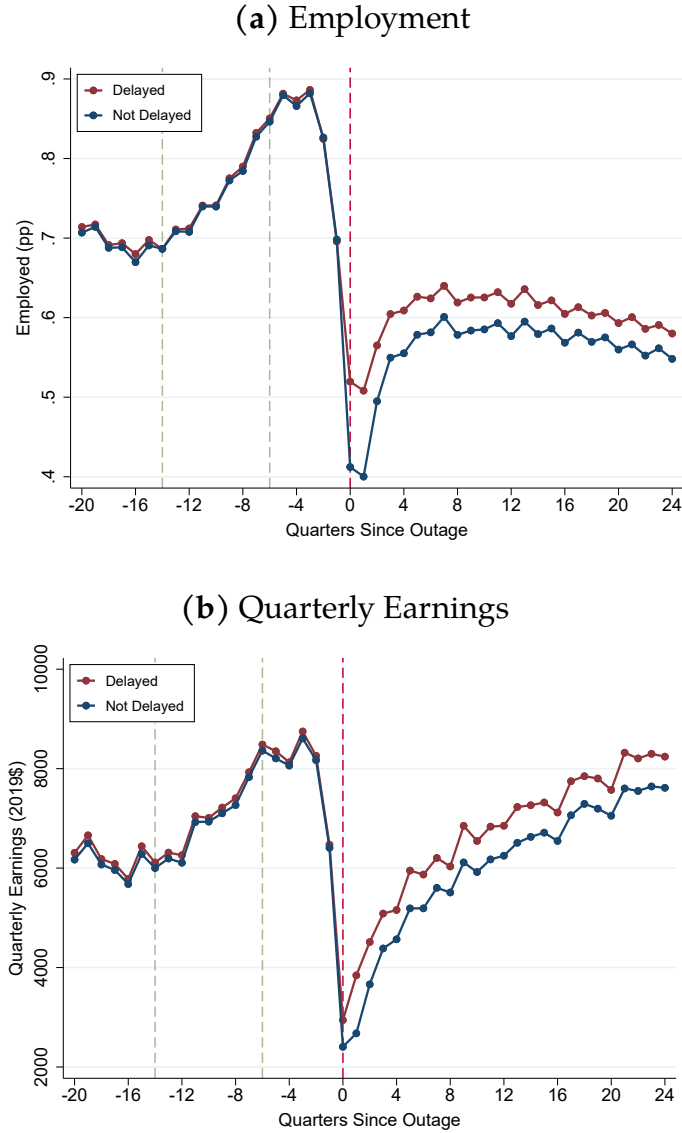 (a) Employment
Delayed
Not Delayed
Employed (pp)
.9
.8
.7
.6
.5
.4
-20 -16 -12 -8 -4 0 4 8 12 16 20 24
Quarters Since Outage
(b) Quarterly Earnings
Delayed
Not Delayed
Quarterly Earnings (2019$)
10000
8000
6000
4000
2000
-20 -16 -12 -8 -4 0 4 8 12 16 20 24
Quarters Since Outage